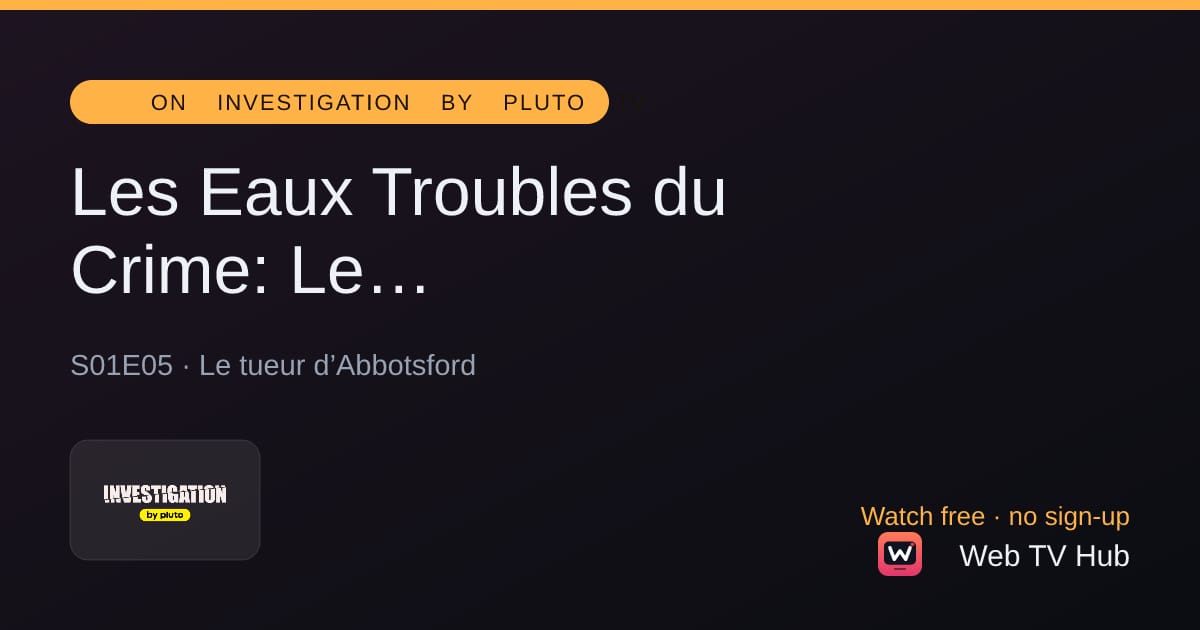 ON INVESTIGATION BY PLUTO
Les Eaux Troubles du
Crime: Le…
S01E05 · Le tueur d’Abbotsford
INVESTIGATION
by pluto
Watch free · no sign-up
W
Web TV Hub